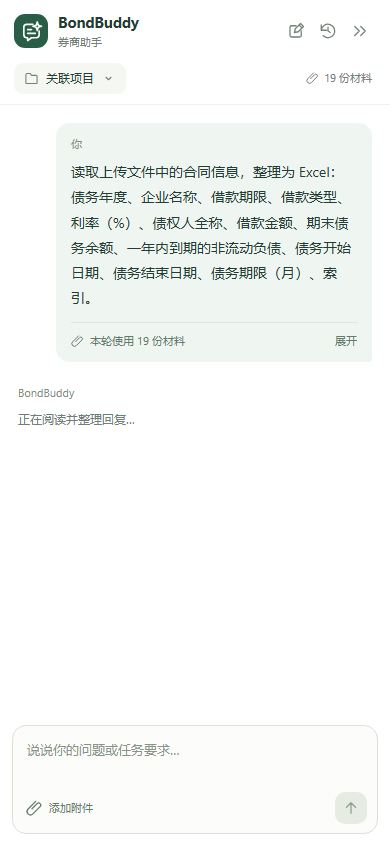 BondBuddy
券商助手
关联项目
19 份材料
你
读取上传文件中的合同信息，整理为 Excel：
债务年度、企业名称、借款期限、借款类型、
利率（%）、债权人全称、借款金额、期末债
务余额、一年内到期的非流动负债、债务开始
日期、债务结束日期、债务期限（月）、索
引。
本轮使用 19 份材料
展开
BondBuddy
正在阅读并整理回复...
说说你的问题或任务要求...
添加附件